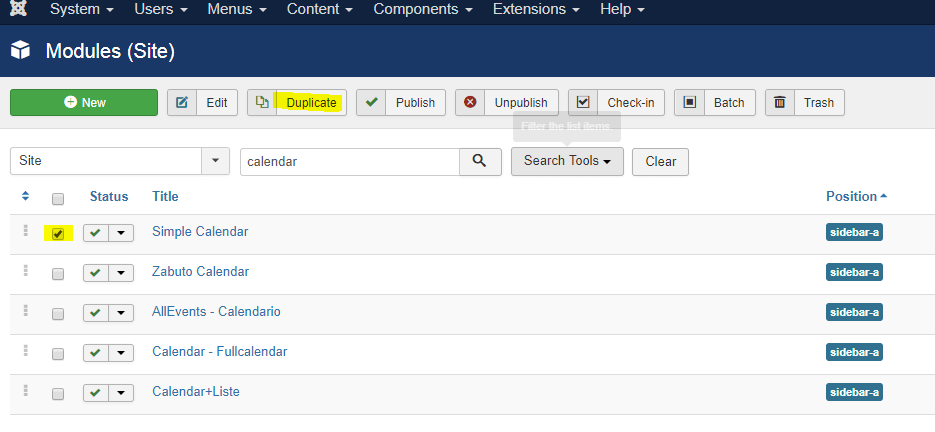 System Users Menus Content Components Extensions Help
Modules (Site)
New Edit Duplicate Publish Unpublish Check-in Batch Trash
Filter the list items.
Site calendar Search Tools Clear
Status Title Position
Simple Calendar sidebar-a
Zabuto Calendar sidebar-a
AllEvents - Calendario sidebar-a
Calendar - Fullcalendar sidebar-a
Calendar+Liste sidebar-a